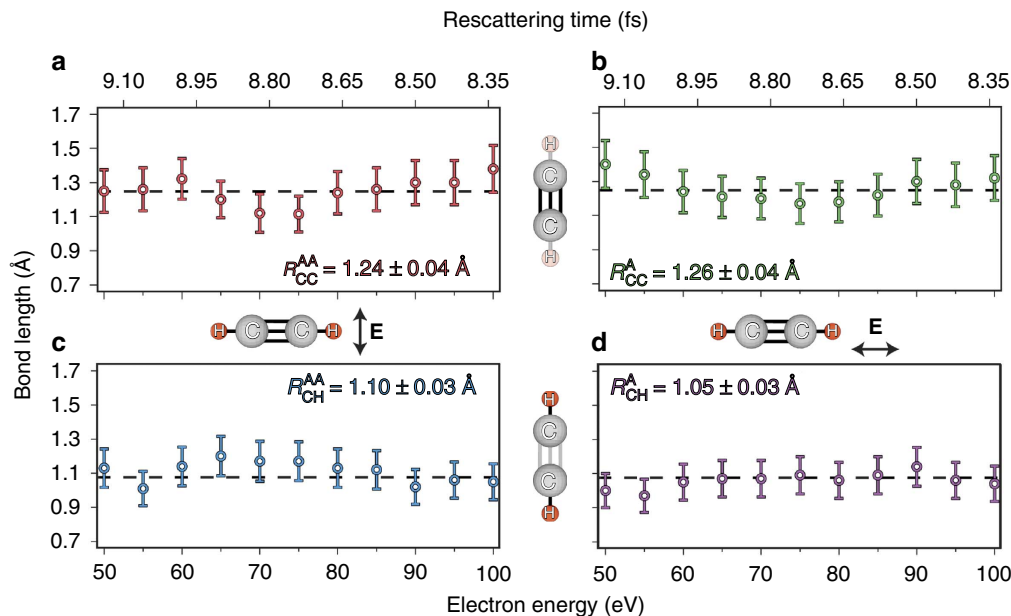 Rescattering time (fs)
a
b
9.10 8.95 8.80 8.65 8.50 8.35
9.10 8.95 8.80 8.65 8.50 8.35
Bond length (Å)
1.7
1.5
1.3
1.1
0.9
0.7
R^AA_CC = 1.24 ± 0.04 Å
H
C
C
H
R^A_CC = 1.26 ± 0.04 Å
H C C H E
H C C H E
c
d
1.7
1.5
1.3
1.1
0.9
0.7
R^AA_CH = 1.10 ± 0.03 Å
H
C
C
H
R^A_CH = 1.05 ± 0.03 Å
50 60 70 80 90 100
50 60 70 80 90 100
Electron energy (eV)